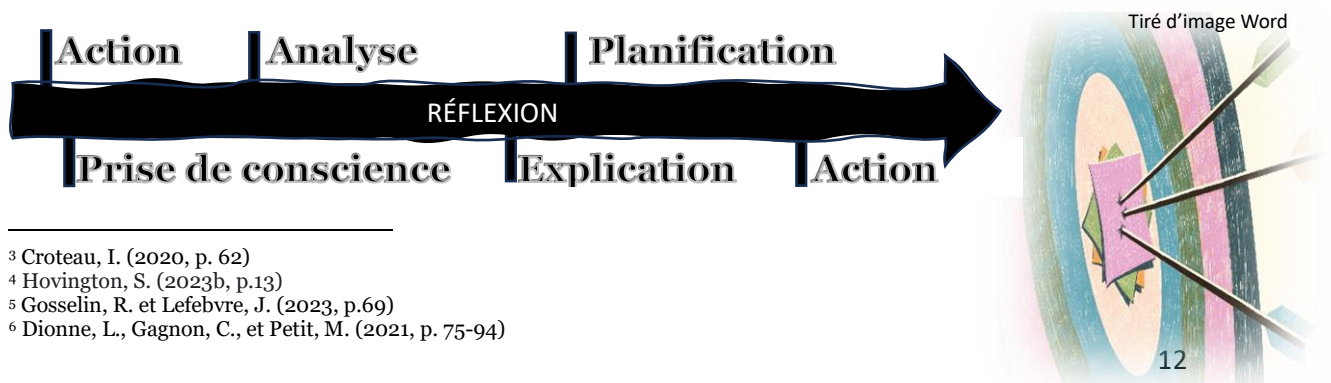 Tiré d’image Word
Action Analyse Planification
RÉFLEXION
Prise de conscience Explication Action
3 Croteau, I. (2020, p. 62)
4 Hovington, S. (2023b, p.13)
5 Gosselin, R. et Lefebvre, J. (2023, p.69)
6 Dionne, L., Gagnon, C., et Petit, M. (2021, p. 75-94)
12